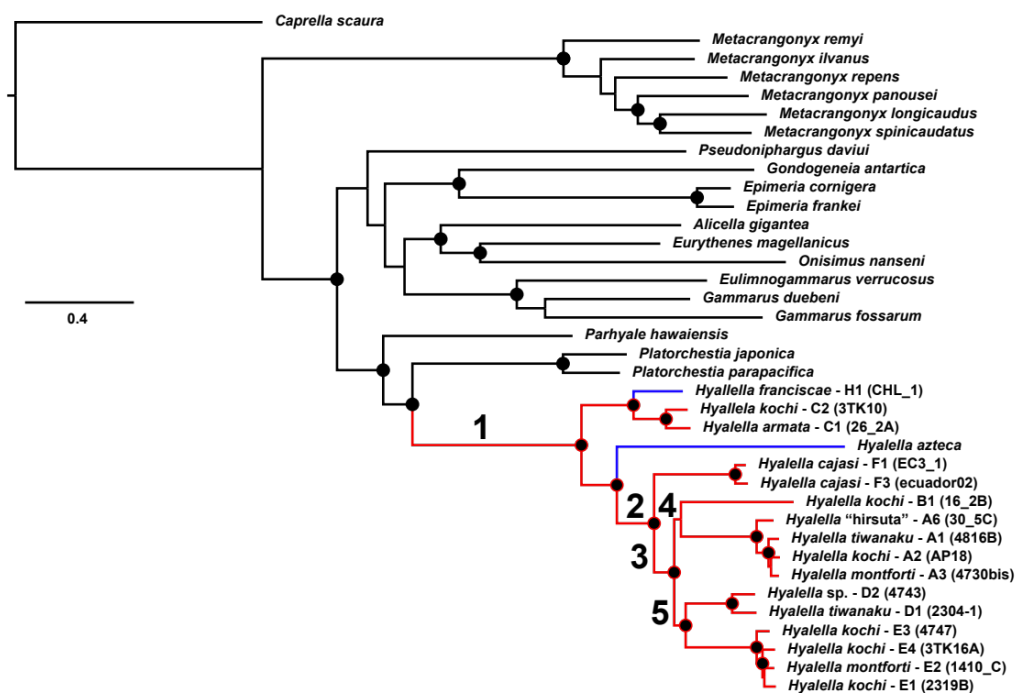 Caprella scaura
Metacrangonyx remyi
Metacrangonyx ilvanus
Metacrangonyx repens
Metacrangonyx panousei
Metacrangonyx longicaudus
Metacrangonyx spinicaudatus
Pseudoniphargus daviui
Gondogeneia antartica
Epimeria cornigera
Epimeria frankei
Alicella gigantea
Eurythenes magellanicus
Onisimus nanseni
Eulimnogammarus verrucosus
Gammarus duebeni
0.4
Gammarus fossarum
Parhyale hawaiensis
Platorchestia japonica
Platorchestia parapacifica
Hyallella franciscae - H1 (CHL_1)
Hyallela kochi - C2 (3TK10)
1
Hyalella armata - C1 (26_2A)
Hyalella azteca
Hyalella cajasi - F1 (EC3_1)
Hyalella cajasi - F3 (ecuador02)
2 4
Hyalella kochi - B1 (16_2B)
Hyalella “hirsuta” - A6 (30_5C)
Hyalella tiwanaku - A1 (4816B)
3
Hyalella kochi - A2 (AP18)
Hyalella montforti - A3 (4730bis)
Hyalella sp. - D2 (4743)
5
Hyalella tiwanaku - D1 (2304-1)
Hyalella kochi - E3 (4747)
Hyalella kochi - E4 (3TK16A)
Hyalella montforti - E2 (1410_C)
Hyalella kochi - E1 (2319B)